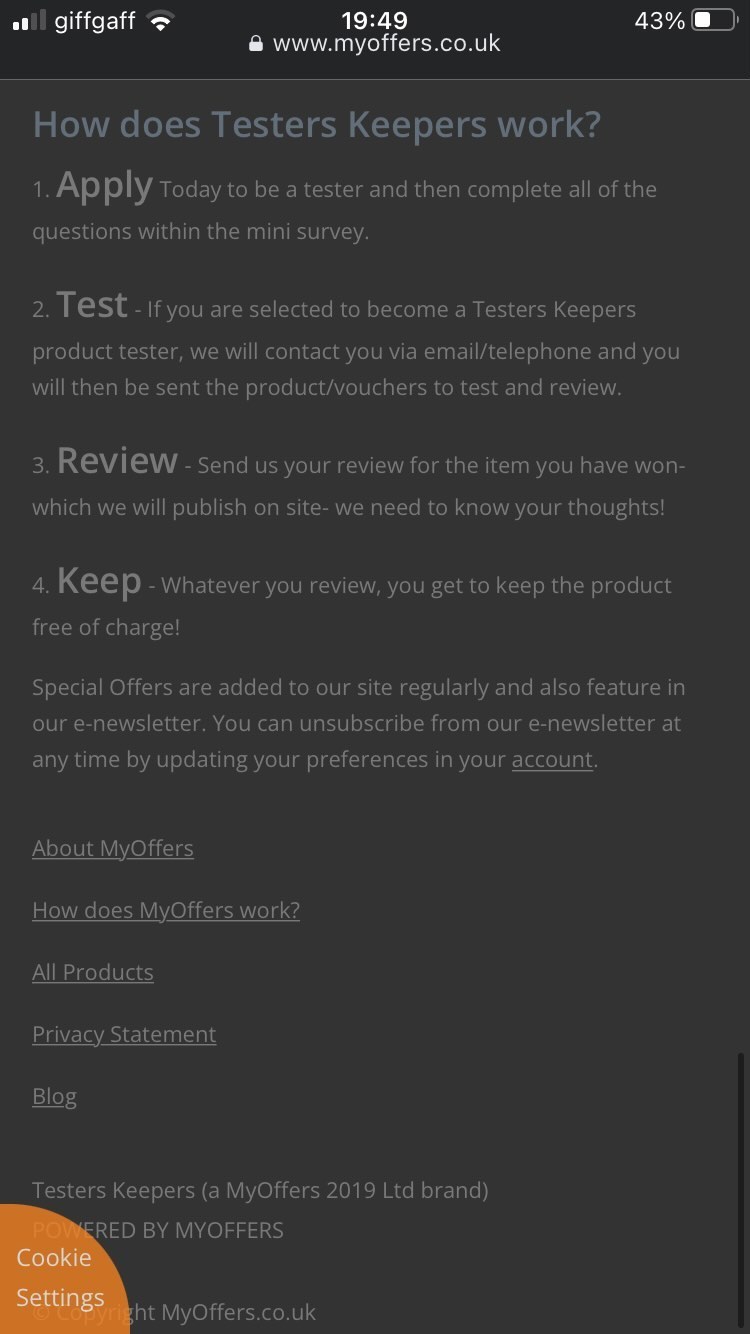 giffgaff 19:49 43%
www.myoffers.co.uk
How does Testers Keepers work?
1. Apply Today to be a tester and then complete all of the
questions within the mini survey.
2. Test - If you are selected to become a Testers Keepers
product tester, we will contact you via email/telephone and you
will then be sent the product/vouchers to test and review.
3. Review - Send us your review for the item you have won-
which we will publish on site- we need to know your thoughts!
4. Keep - Whatever you review, you get to keep the product
free of charge!
Special Offers are added to our site regularly and also feature in
our e-newsletter. You can unsubscribe from our e-newsletter at
any time by updating your preferences in your account.
About MyOffers
How does MyOffers work?
All Products
Privacy Statement
Blog
Testers Keepers (a MyOffers 2019 Ltd brand)
POWERED BY MYOFFERS
Cookie
Settings
© Copyright MyOffers.co.uk